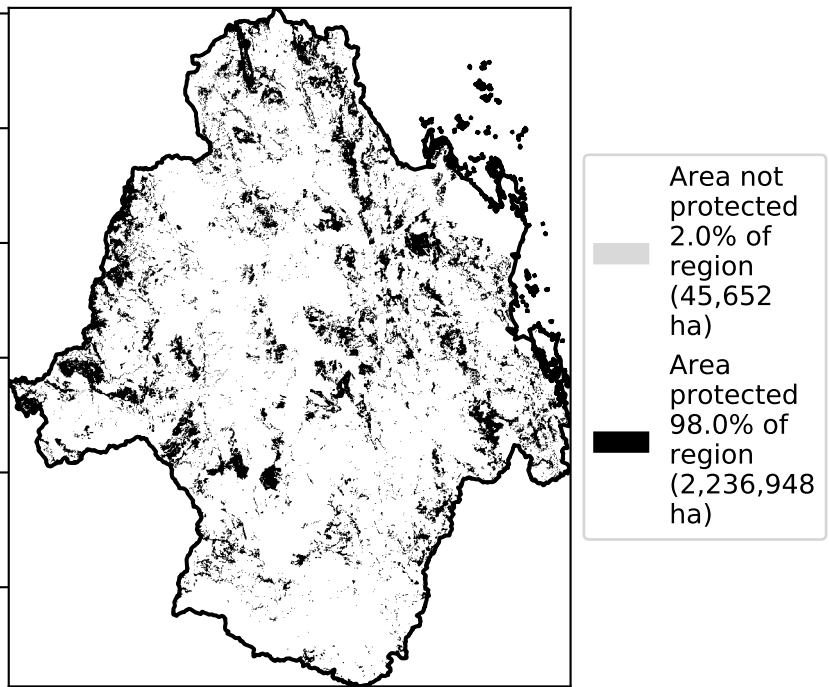 Area not
protected
2.0% of
region
(45,652
ha)
Area
protected
98.0% of
region
(2,236,948
ha)